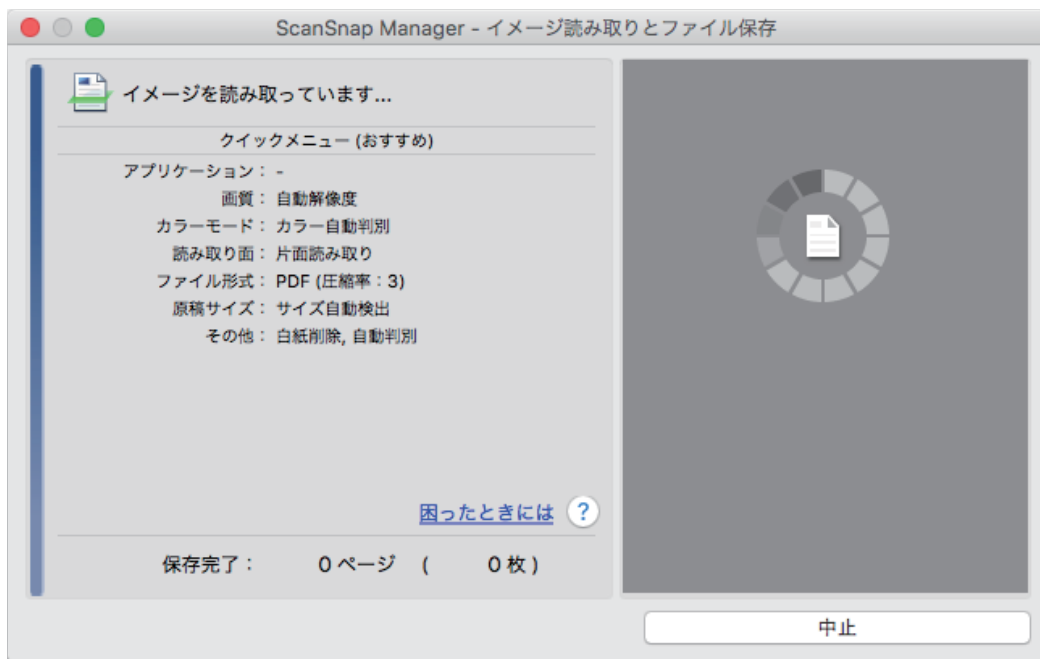 ScanSnap Manager - イメージ読み取りとファイル保存
イメージを読み取っています...
クイックメニュー (おすすめ)
アプリケーション： -
画質： 自動解像度
カラーモード： カラー自動判別
読み取り面： 片面読み取り
ファイル形式： PDF (圧縮率：3)
原稿サイズ： サイズ自動検出
その他： 白紙削除, 自動判別
困ったときには ?
保存完了： 0 ページ ( 0 枚 )
中止